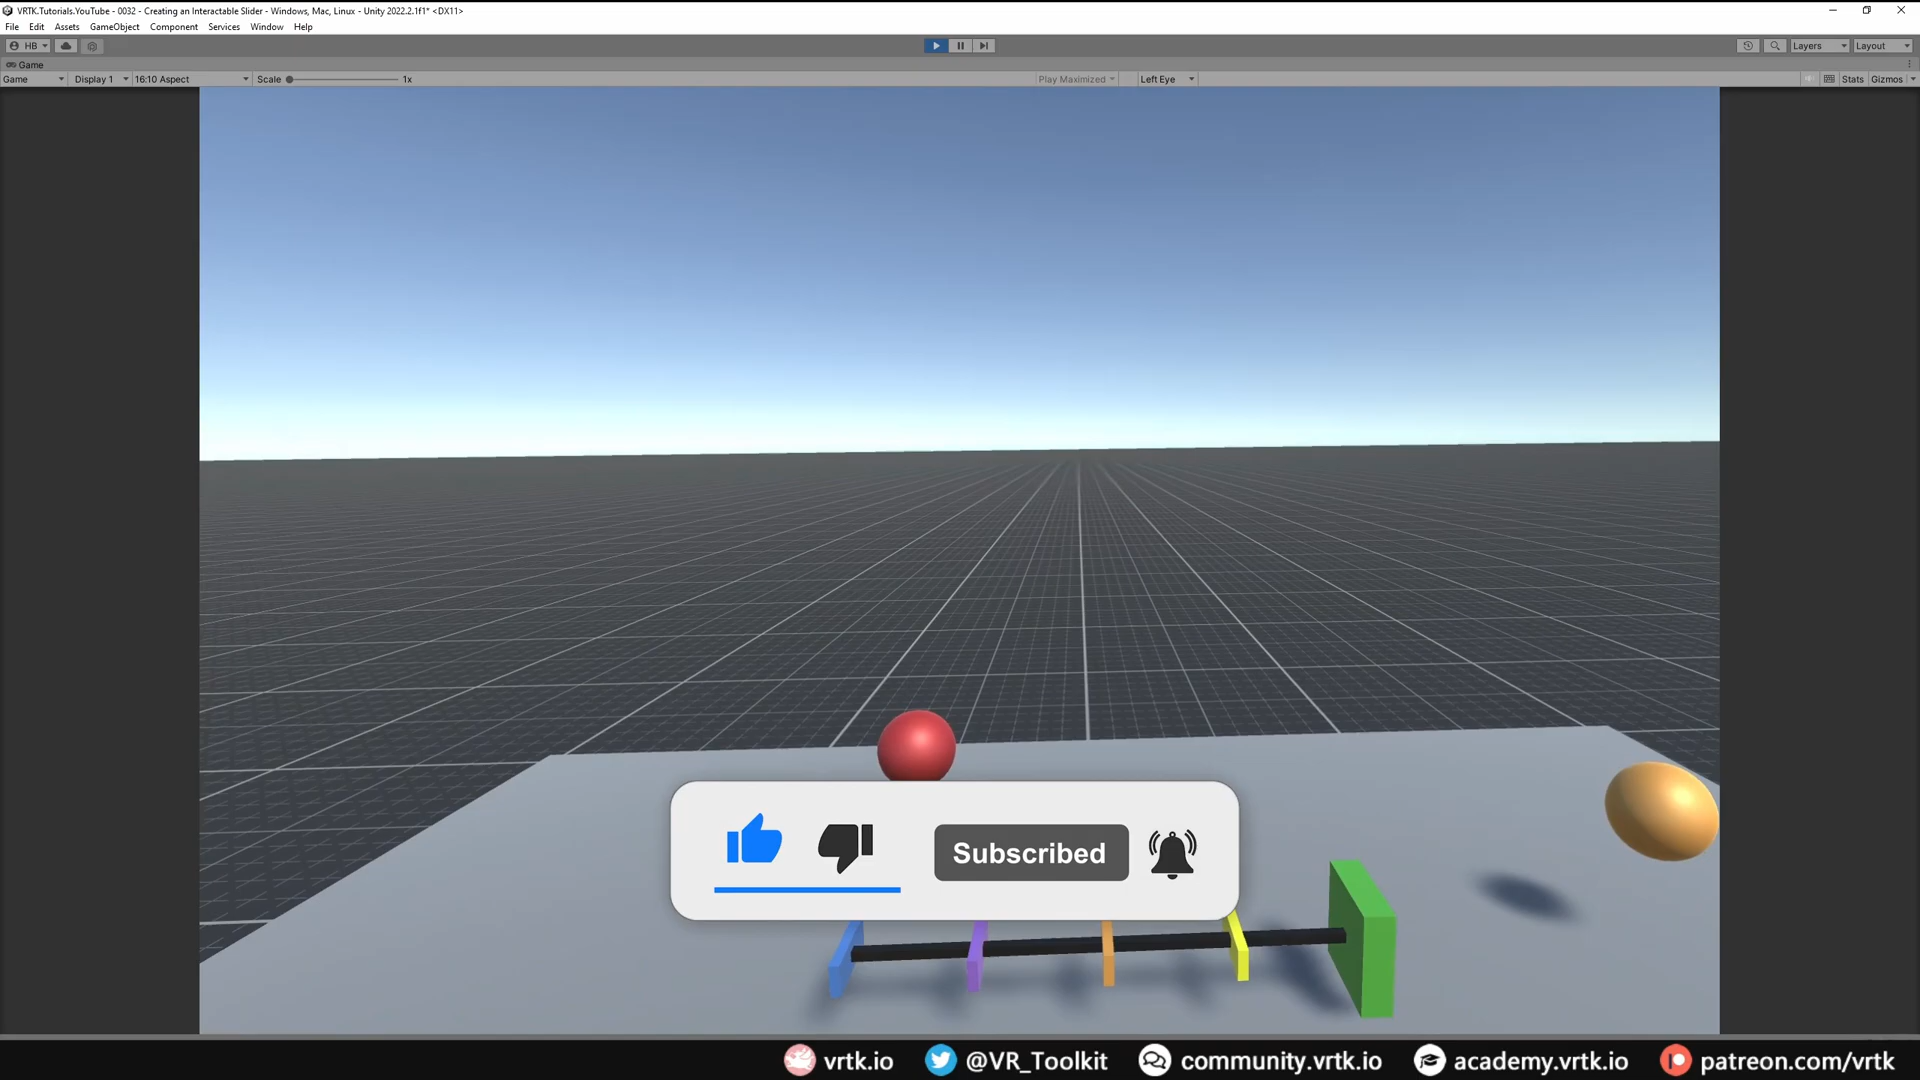 VRTK.Tutorials.YouTube - 0032 - Creating an Interactable Slider - Windows, Mac, Linux - Unity 2022.2.1f1* <DX11>
File Edit Assets GameObject Component Services Window Help
HB Layers Layout
Game
Game Display 1 16:10 Aspect Scale 1x Play Maximized Left Eye Stats Gizmos
Subscribed
vrtk.io @VR_Toolkit community.vrtk.io academy.vrtk.io patreon.com/vrtk